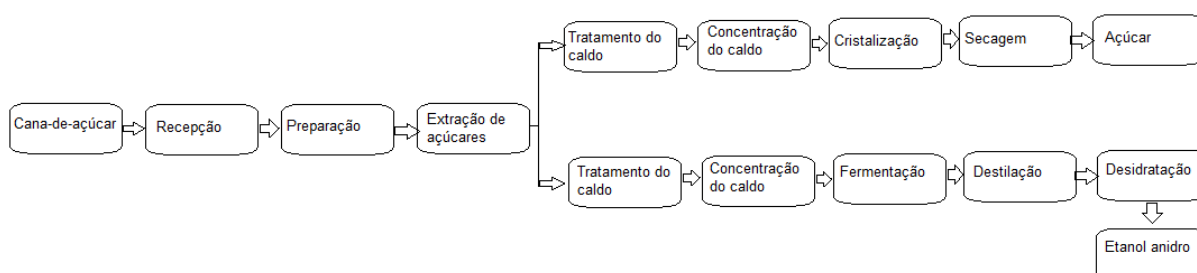 Cana-de-açúcar
Recepção
Preparação
Extração de
açúcares
Tratamento do
caldo
Concentração
do caldo
Cristalização
Secagem
Açúcar
Tratamento do
caldo
Concentração
do caldo
Fermentação
Destilação
Desidratação
Etanol anidro